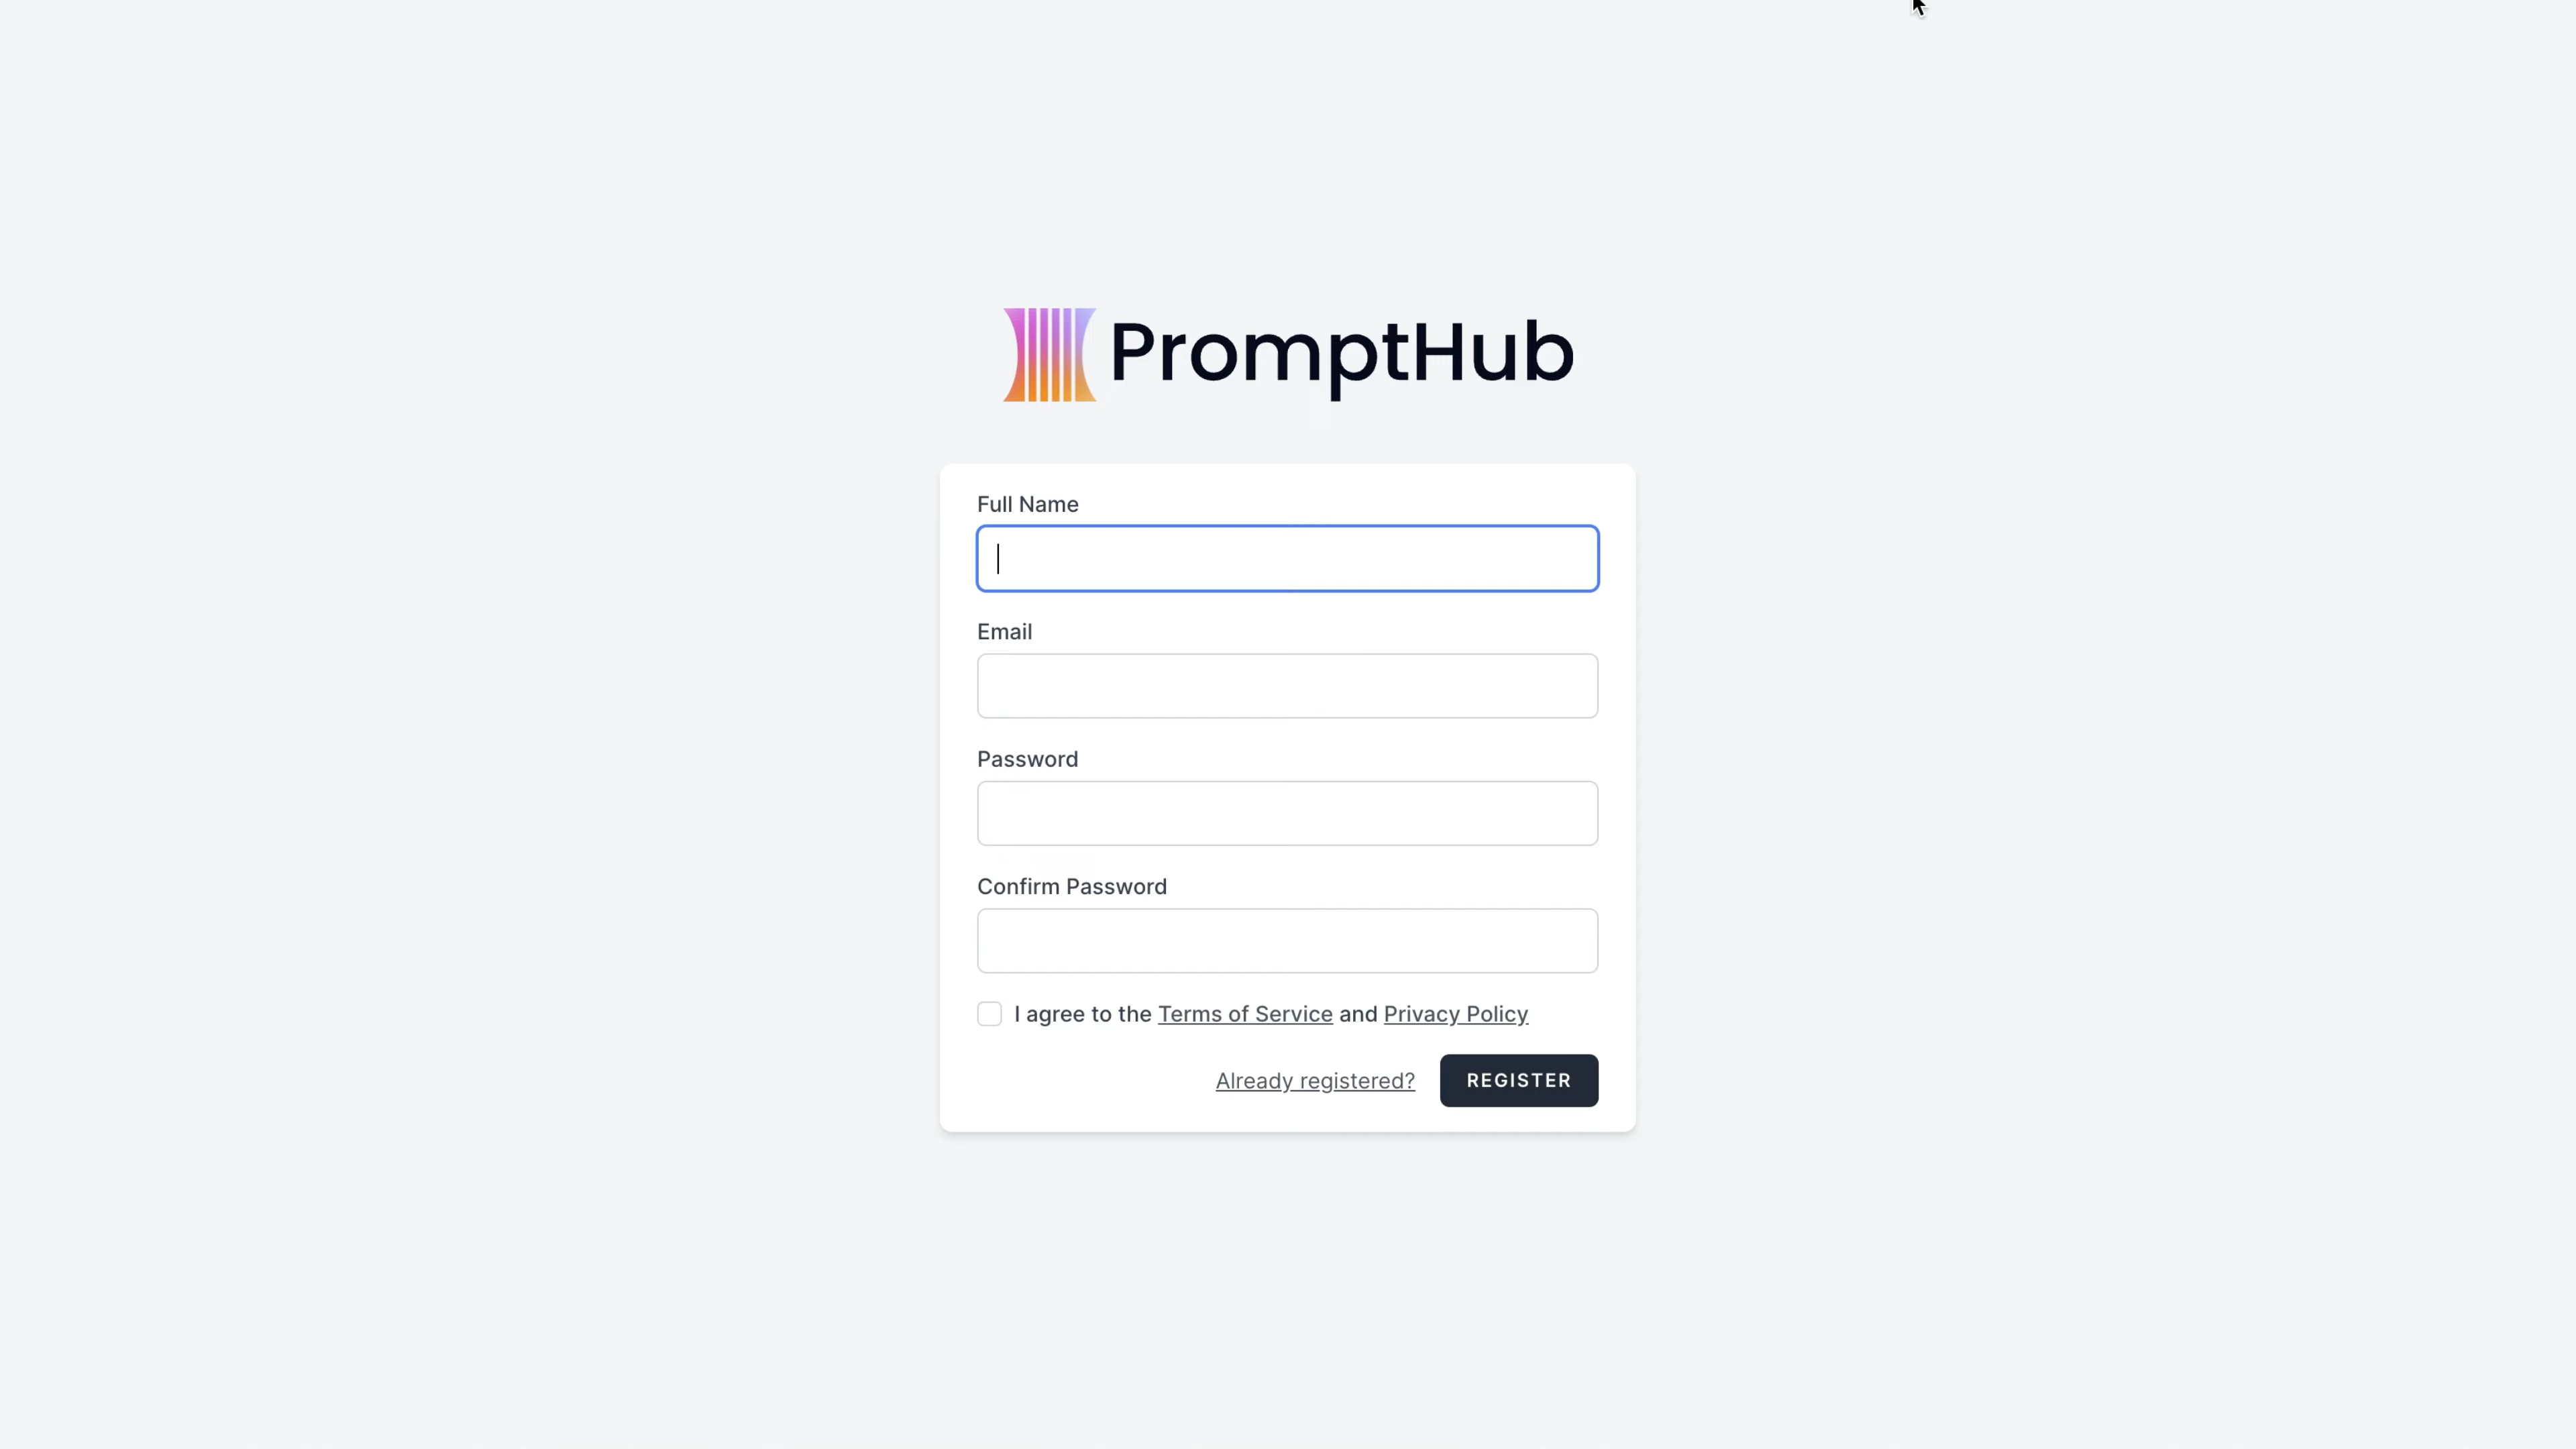 PromptHub
Full Name
Email
Password
Confirm Password
I agree to the Terms of Service and Privacy Policy
Already registered? REGISTER